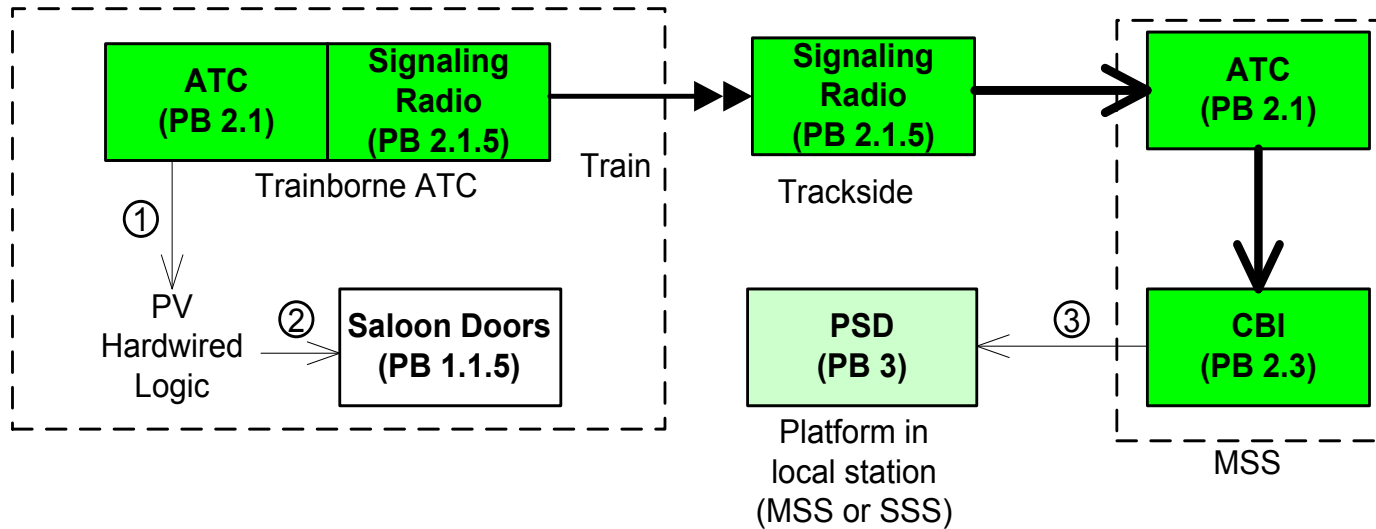 ATC
(PB 2.1)
Signaling
Radio
(PB 2.1.5)
Trainborne ATC
Train
Signaling
Radio
(PB 2.1.5)
Trackside
ATC
(PB 2.1)
①
PV
Hardwired
Logic
②
Saloon Doors
(PB 1.1.5)
PSD
(PB 3)
③
CBI
(PB 2.3)
Platform in
local station
(MSS or SSS)
MSS